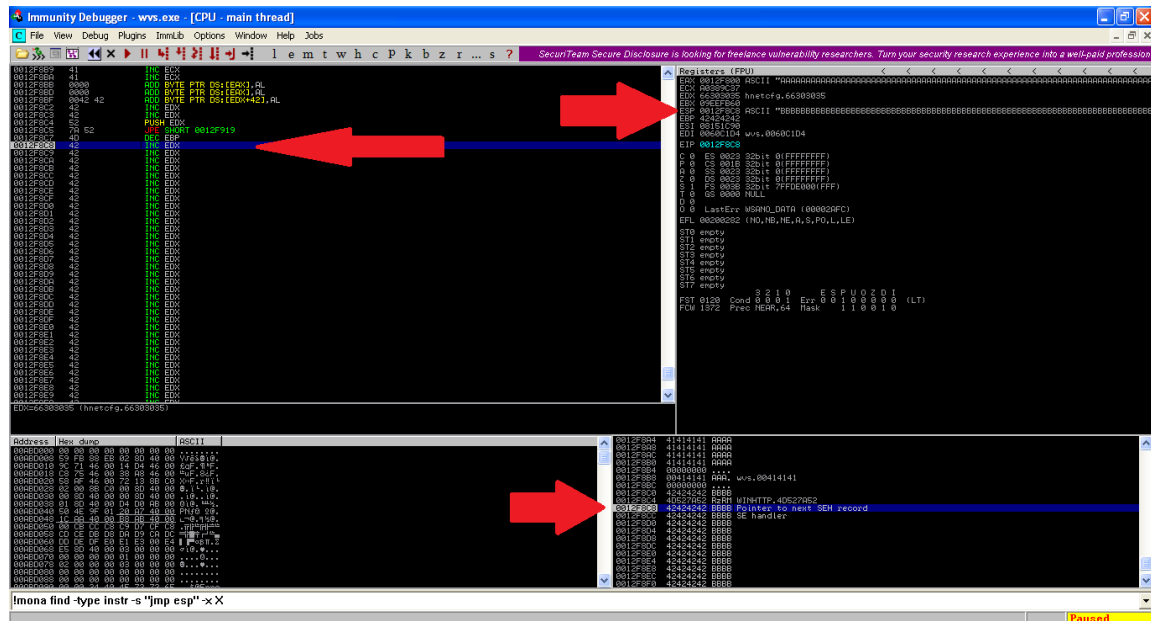 Immunity Debugger - wvs.exe - [CPU - main thread]
C File View Debug Plugins ImmLib Options Window Help Jobs
l e m t w h c P k b z r ... s ? SecuriTeam Secure Disclosure is looking for freelance vulnerability researchers. Turn your security research experience into a well-paid profession
0012F8B9 41 INC ECX
0012F8BA 41 INC ECX
0012F8BB 0000 ADD BYTE PTR DS:[EAX],AL
0012F8BD 0000 ADD BYTE PTR DS:[EAX],AL
0012F8BF 0042 42 ADD BYTE PTR DS:[EDX+42],AL
0012F8C2 42 INC EDX
0012F8C3 42 INC EDX
0012F8C4 52 PUSH EDX
0012F8C5 7A 52 JPE SHORT 0012F919
0012F8C7 4D DEC EBP
0012F8C8 42 INC EDX
0012F8C9 42 INC EDX
0012F8CA 42 INC EDX
0012F8CB 42 INC EDX
0012F8CC 42 INC EDX
0012F8CD 42 INC EDX
0012F8CE 42 INC EDX
0012F8CF 42 INC EDX
0012F8D0 42 INC EDX
0012F8D1 42 INC EDX
0012F8D2 42 INC EDX
0012F8D3 42 INC EDX
0012F8D4 42 INC EDX
0012F8D5 42 INC EDX
0012F8D6 42 INC EDX
0012F8D7 42 INC EDX
0012F8D8 42 INC EDX
0012F8D9 42 INC EDX
0012F8DA 42 INC EDX
0012F8DB 42 INC EDX
0012F8DC 42 INC EDX
0012F8DD 42 INC EDX
0012F8DE 42 INC EDX
0012F8DF 42 INC EDX
0012F8E0 42 INC EDX
0012F8E1 42 INC EDX
0012F8E2 42 INC EDX
0012F8E3 42 INC EDX
0012F8E4 42 INC EDX
0012F8E5 42 INC EDX
0012F8E6 42 INC EDX
0012F8E7 42 INC EDX
0012F8E8 42 INC EDX
0012F8E9 42 INC EDX
EDX=66303035 (hnetcfg.66303035)
Registers (FPU) < < < < < < < <
EAX 0012F800 ASCII
ECX A0389C37
EDX 66303035 hnetcfg.66303035
EBX 09EEFB60
ESP 0012F8C8 ASCII
EBP 42424242
ESI 08151C90
EDI 0060C1D4 wvs.0060C1D4
EIP 0012F8C8
C 0 ES 0023 32bit 0(FFFFFFFF)
P 0 CS 001B 32bit 0(FFFFFFFF)
A 0 SS 0023 32bit 0(FFFFFFFF)
Z 0 DS 0023 32bit 0(FFFFFFFF)
S 1 FS 003B 32bit 7FFDE000(FFF)
T 0 GS 0000 NULL
D 0
O 0 LastErr WSANO_DATA (00002AFC)
EFL 00200282 (NO,NB,NE,A,S,PO,L,LE)
ST0 empty
ST1 empty
ST2 empty
ST3 empty
ST4 empty
ST5 empty
ST6 empty
ST7 empty
3 2 1 0 E S P U O Z D I
FST 0120 Cond 0 0 0 1 Err 0 0 1 0 0 0 0 0 (LT)
FCW 1372 Prec NEAR,64 Mask 1 1 0 0 1 0
Address Hex dump ASCII
00ABD000 00 00 00 00 00 00 00 00
0012F8A4 41414141 AAAA
0012F8A8 41414141 AAAA
0012F8AC 41414141 AAAA
0012F8B0 41414141 AAAA
0012F8B4 00000000 ....
0012F8B8 00414141 AAA. wvs.00414141
0012F8BC 00000000 ....
0012F8C0 42424242 BBBB
0012F8C4 4D527A52 RzRM WINHTTP.4D527A52
0012F8C8 42424242 BBBB Pointer to next SEH record
0012F8CC 42424242 BBBB SE handler
0012F8D0 42424242 BBBB
0012F8D4 42424242 BBBB
0012F8D8 42424242 BBBB
0012F8DC 42424242 BBBB
0012F8E0 42424242 BBBB
0012F8E4 42424242 BBBB
0012F8E8 42424242 BBBB
0012F8EC 42424242 BBBB
0012F8F0 42424242 BBBB
!mona find -type instr -s "jmp esp" -x X
Paused